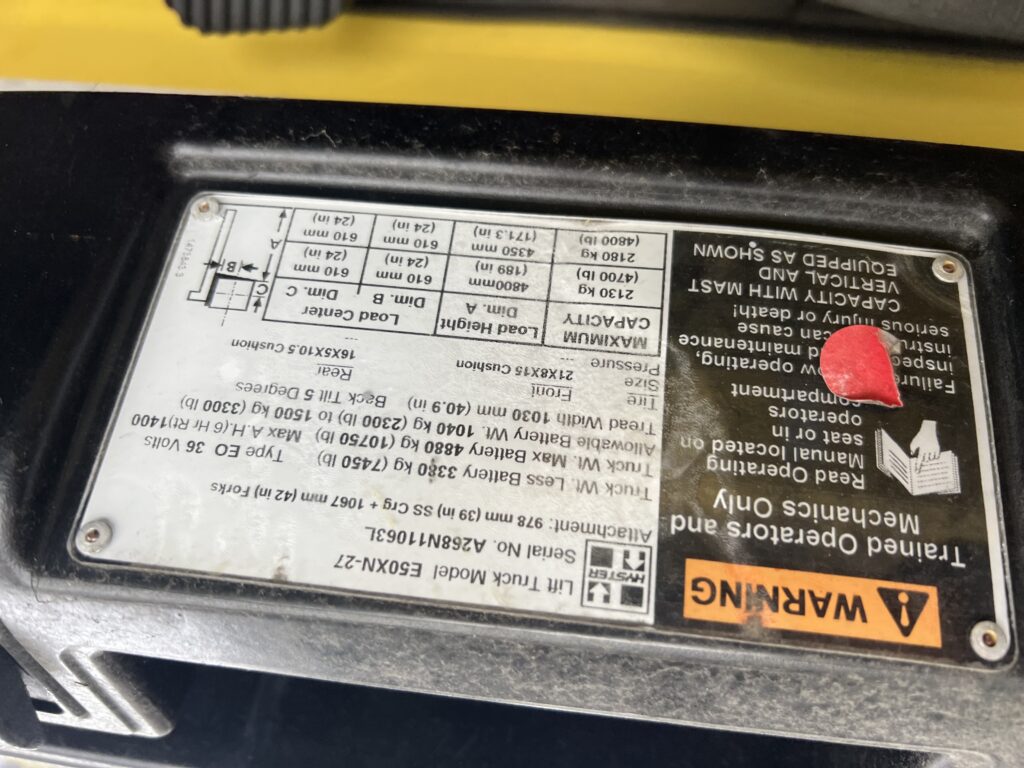 WARNING
Trained Operators and
Mechanics Only
Read Operating
Manual located on
seat or in
operators
compartment
Failure
low operating,
inspec
d maintenance
instru
can cause
serious injury or death!
CAPACITY WITH MAST
VERTICAL AND
EQUIPPED AS SHOWN
HYSTER
Lift Truck Model E50XN-27
Serial No. A268N11063L
Attachment: 978 mm (39 in) SS Crg + 1067 mm (42 in) Forks
Truck Wt. Less Battery 3380 kg (7450 lb) Type EO 36 Volts
Truck Wt. Max Battery 4880 kg (10750 lb) Max A.H.(6 Hr Rt)1400
Allowable Battery Wt. 1040 kg (2300 lb) to 1500 kg (3300 lb)
Tread Width 1030 mm (40.9 in) Back Tilt 5 Degrees
Tire Front Rear
Size 21X8X15 Cushion 16X5X10.5 Cushion
Pressure --- ---
MAXIMUM CAPACITY Load Height Dim. A Load Center Dim. B Dim. C
2130 kg (4700 lb) 4800mm (189 in) 610 mm (24 in) 610 mm (24 in)
2180 kg (4800 lb) 4350 mm (171.3 in) 610 mm (24 in) 610 mm (24 in)
A
B
C